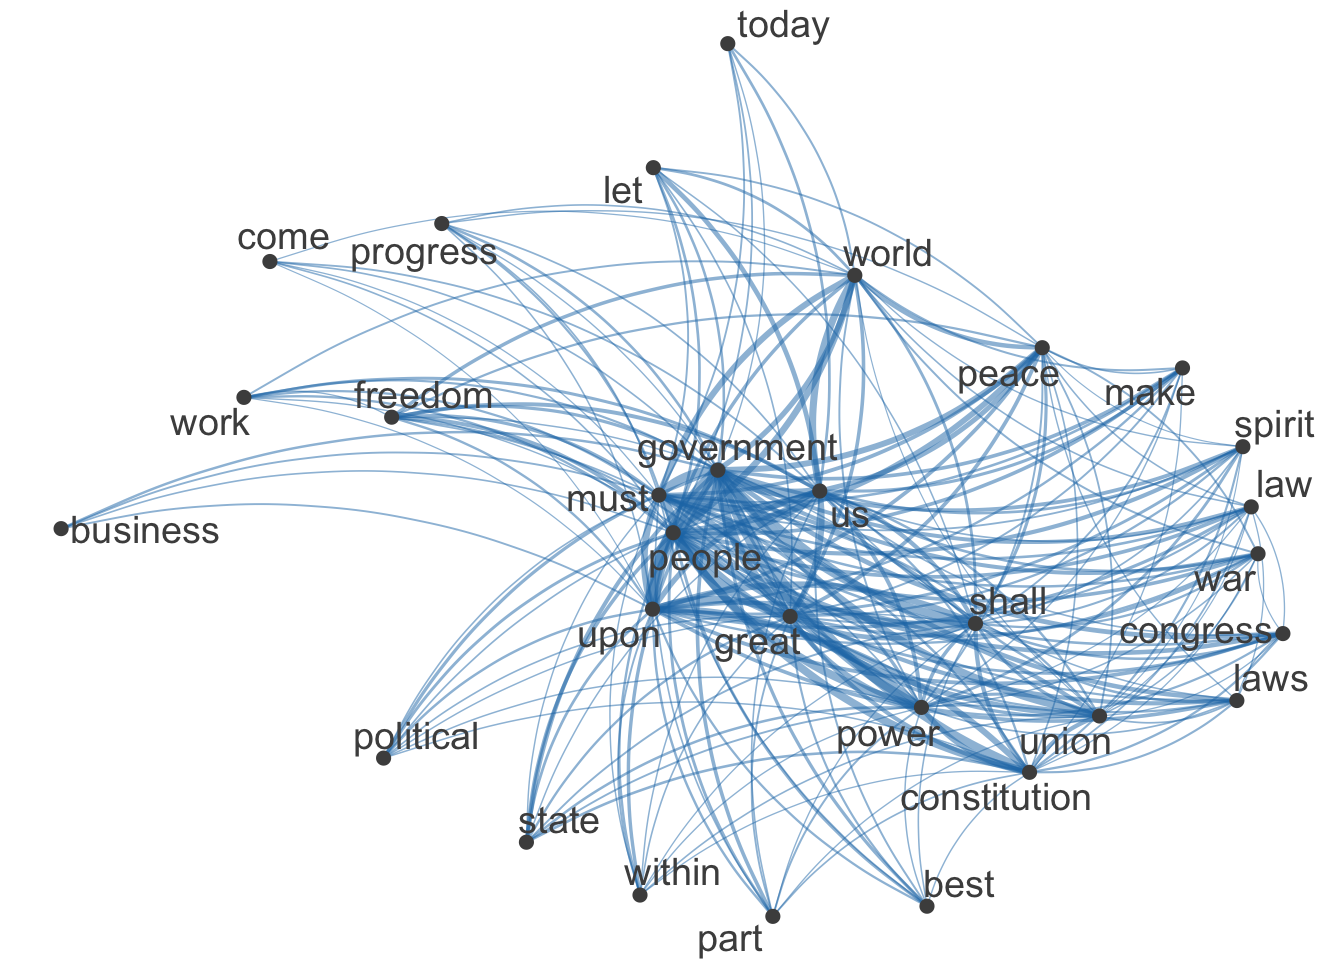 today
let
come
progress
world
peace
make
freedom
work
spirit
government
law
must
us
business
people
war
shall
congress
upon
great
laws
political
power
union
constitution
state
within
best
part